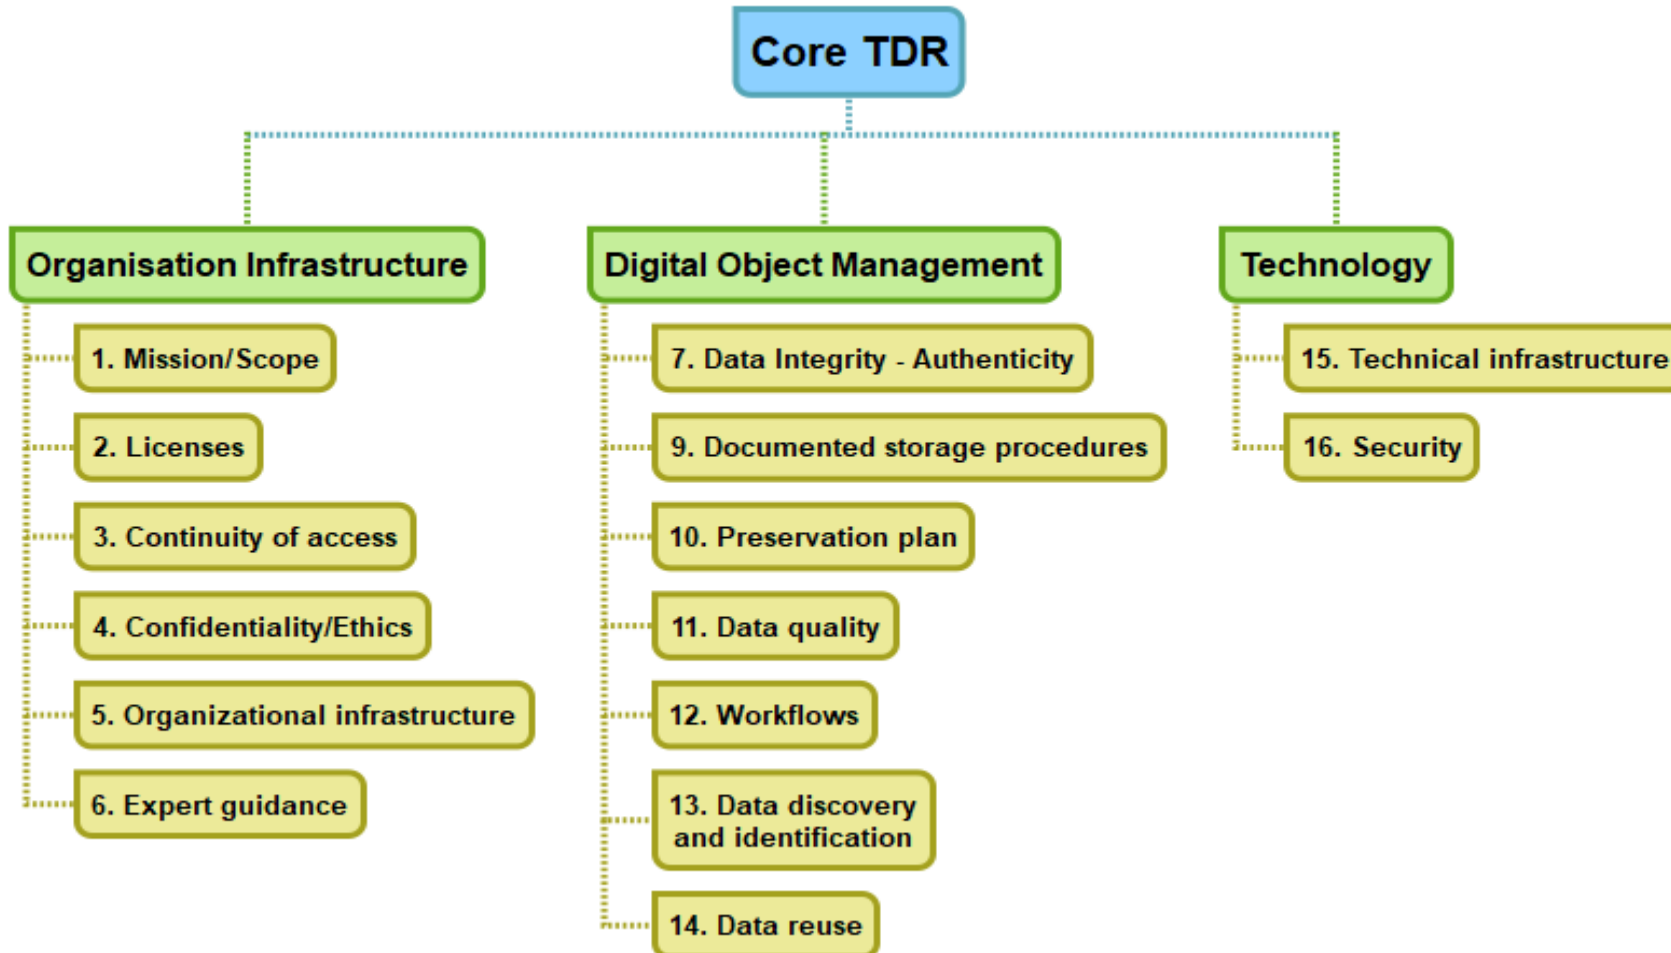 Core TDR
Organisation Infrastructure
1. Mission/Scope
2. Licenses
3. Continuity of access
4. Confidentiality/Ethics
5. Organizational infrastructure
6. Expert guidance
Digital Object Management
7. Data Integrity - Authenticity
9. Documented storage procedures
10. Preservation plan
11. Data quality
12. Workflows
13. Data discovery
and identification
14. Data reuse
Technology
15. Technical infrastructure
16. Security